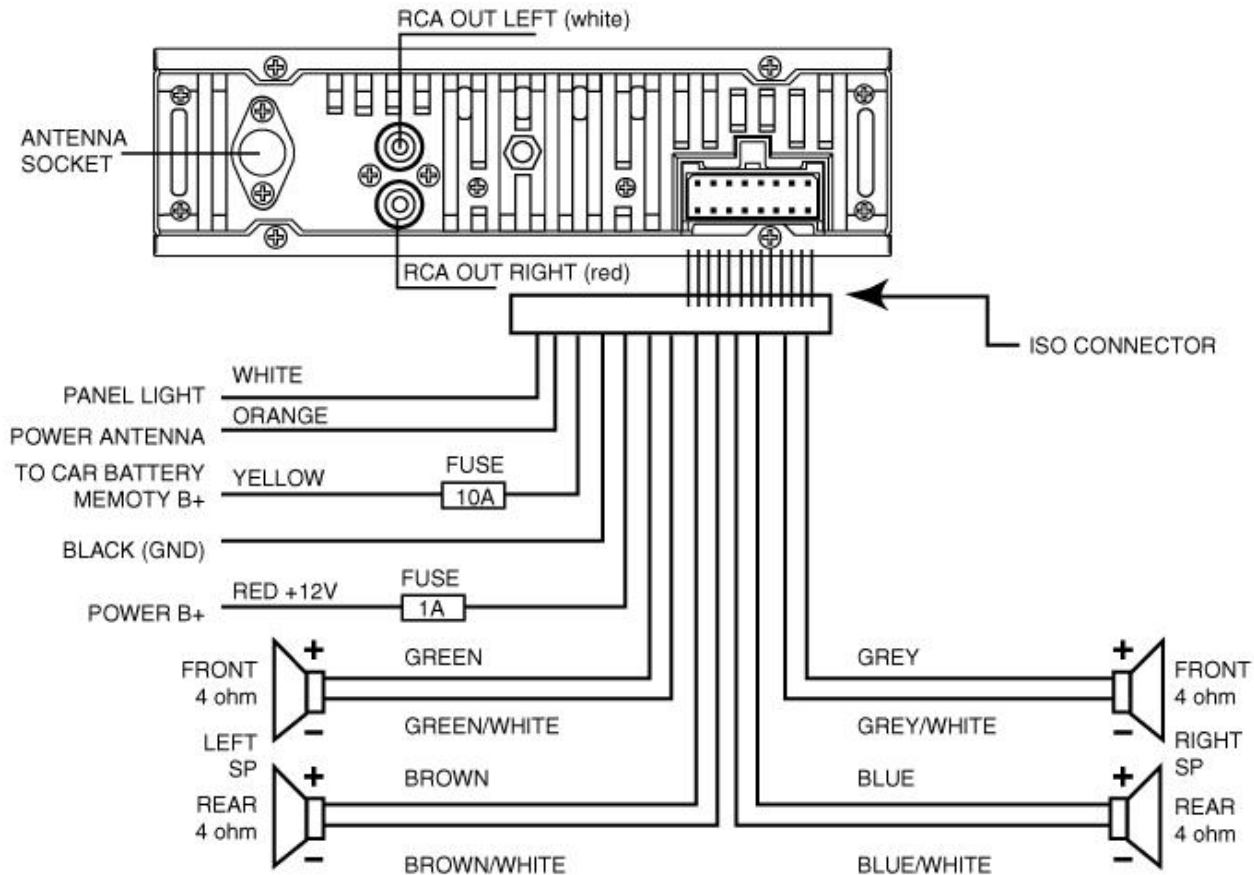 RCA OUT LEFT (white)
ANTENNA
SOCKET
RCA OUT RIGHT (red)
ISO CONNECTOR
WHITE
PANEL LIGHT
ORANGE
POWER ANTENNA
TO CAR BATTERY
MEMOTY B+
YELLOW
FUSE
10A
BLACK (GND)
POWER B+
RED +12V
FUSE
1A
FRONT
4 ohm
+
−
GREEN
GREEN/WHITE
LEFT
SP
REAR
4 ohm
+
−
BROWN
BROWN/WHITE
GREY
GREY/WHITE
+
−
FRONT
4 ohm
RIGHT
SP
BLUE
BLUE/WHITE
+
−
REAR
4 ohm